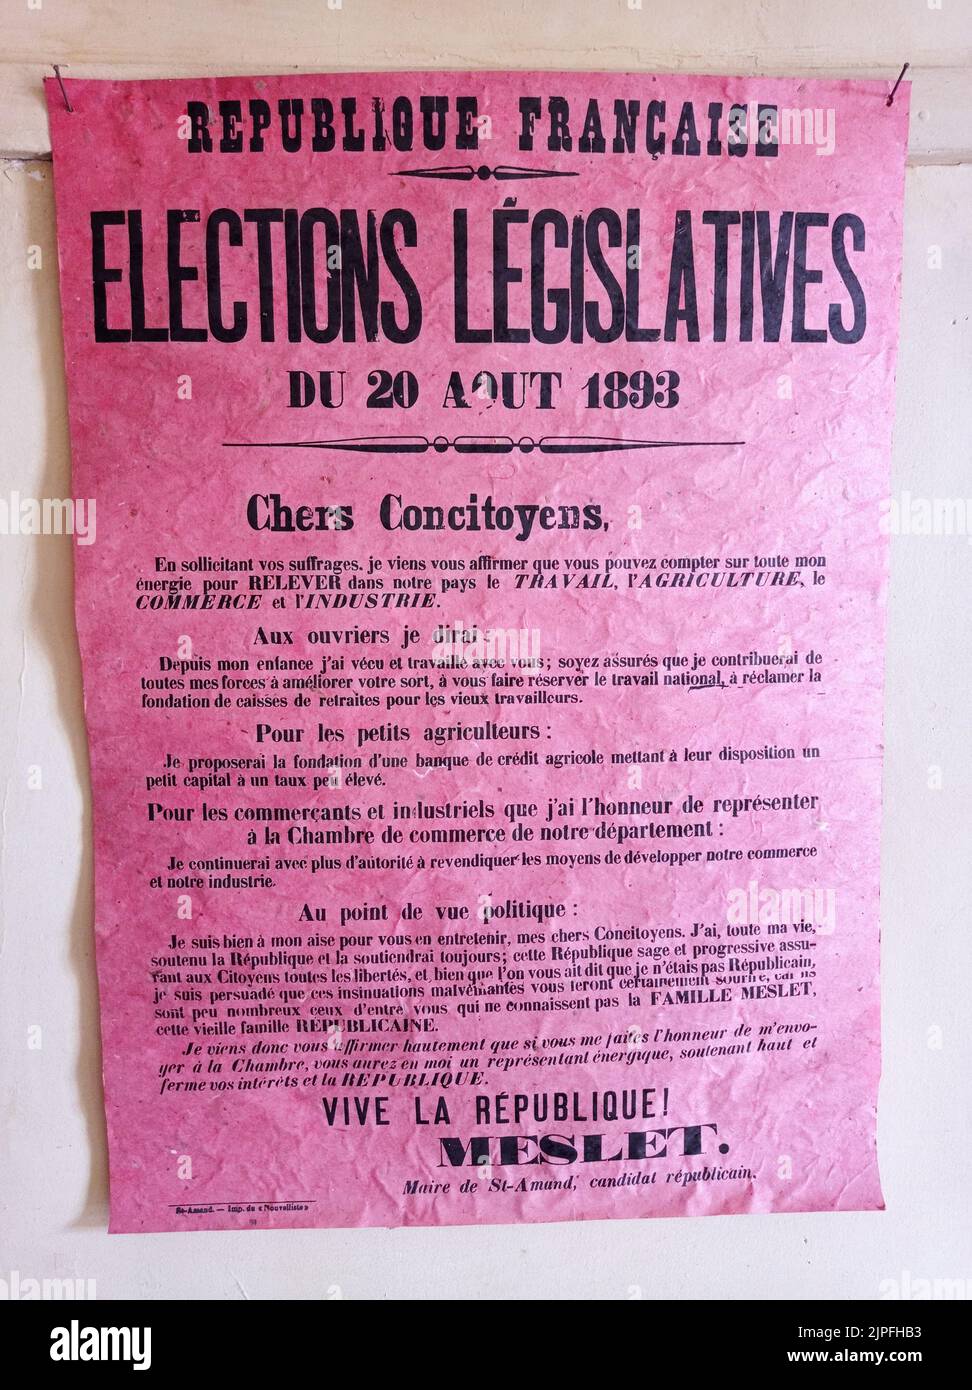 REPUBLIQUE FRANÇAISE
ELECTIONS LÉGISLATIVES
DU 20 AOUT 1893
Chers Concitoyens,
En sollicitant vos suffrages, je viens vous affirmer que vous pouvez compter sur toute mon
énergie pour RELEVER dans notre pays le TRAVAIL, l'AGRICULTURE, le
COMMERCE et l'INDUSTRIE.
Aux ouvriers je dirai :
Depuis mon enfance j'ai vécu et travaillé avec vous ; soyez assurés que je contribuerai de
toutes mes forces à améliorer votre sort, à vous faire réserver le travail national, à réclamer la
fondation de caisses de retraites pour les vieux travailleurs.
Pour les petits agriculteurs :
Je proposerai la fondation d'une banque de crédit agricole mettant à leur disposition un
petit capital à un taux peu élevé.
Pour les commerçants et industriels que j'ai l'honneur de représenter
à la Chambre de commerce de notre département :
Je continuerai avec plus d'autorité à revendiquer les moyens de développer notre commerce
et notre industrie.
Au point de vue politique :
Je suis bien à mon aise pour vous en entretenir, mes chers Concitoyens. J'ai, toute ma vie,
soutenu la République et la soutiendrai toujours ; cette République sage et progressive assu-
rant aux Citoyens toutes les libertés, et bien que l'on vous ait dit que je n'étais pas Républicain,
je suis persuadé que ces insinuations malveillantes vous feront certainement sourire, car ils
sont peu nombreux ceux d'entre vous qui ne connaissent pas la FAMILLE MESLET,
cette vieille famille RÉPUBLICAINE.
Je viens donc vous affirmer hautement que si vous me faites l'honneur de m'envo-
yer à la Chambre, vous aurez en moi un représentant énergique, soutenant haut et
ferme vos intérêts et la REPUBLIQUE.
VIVE LA RÉPUBLIQUE!
MESLET.
Maire de St-Amand, candidat républicain.
St-Amand. — Imp. du « Nouvelliste »
alamy
Image ID: 2JPFHB3
www.alamy.com